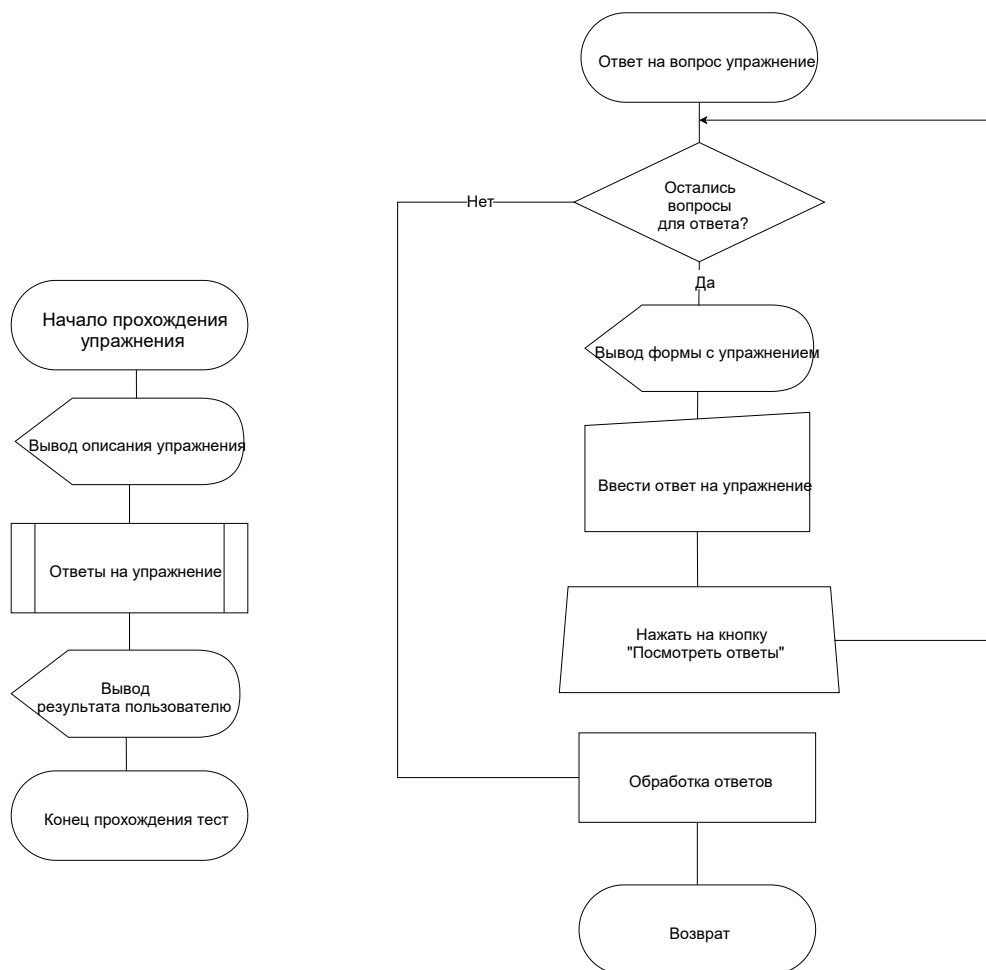 Начало прохождения
упражнения
Вывод описания упражнения
Ответы на упражнение
Вывод
результата пользователю
Конец прохождения тест
Ответ на вопрос упражнение
Остались
вопросы
для ответа?
Нет
Да
Вывод формы с упражнением
Ввести ответ на упражнение
Нажать на кнопку
"Посмотреть ответы"
Обработка ответов
Возврат